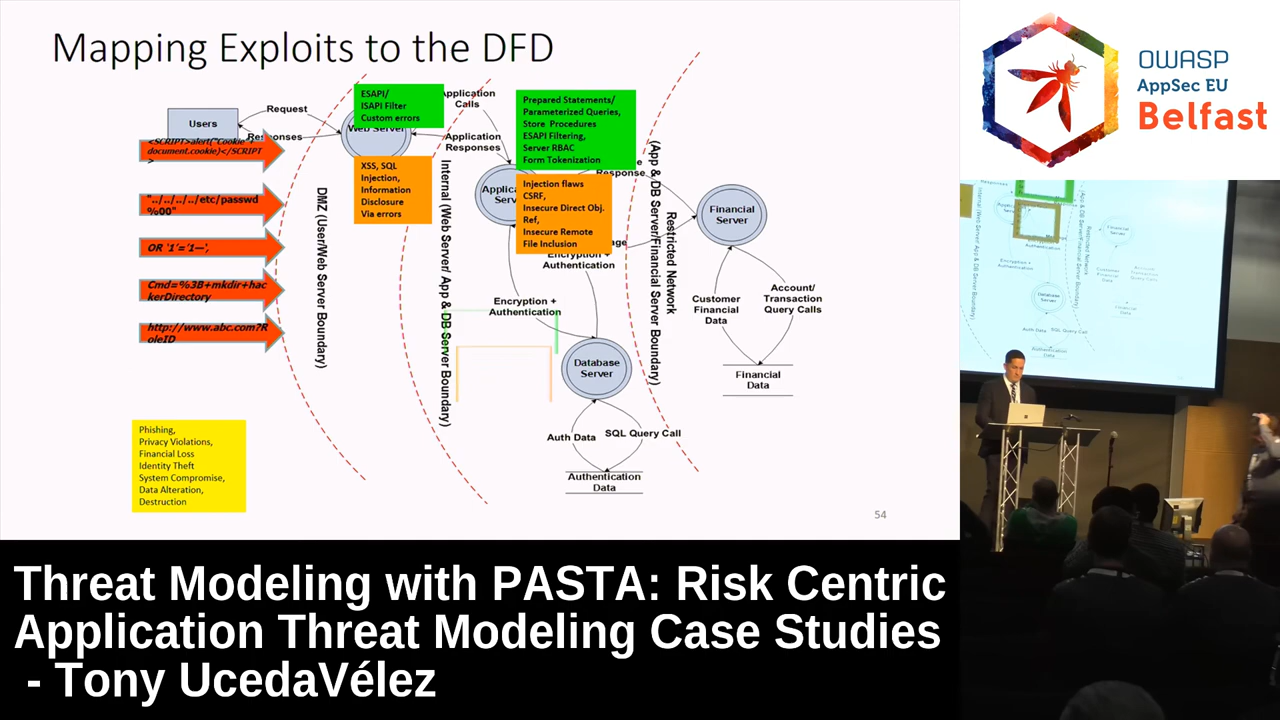 Mapping Exploits to the DFD
Users
Request
Responses
<SCRIPT>alert("Cookie"+
document.cookie)</SCRIPT
>
"../../../../etc/passwd
%00"
OR '1'='1—',
Cmd=%3B+mkdir+hac
kerDirectory
http://www.abc.com?R
oleID
Phishing,
Privacy Violations,
Financial Loss
Identity Theft
System Compromise,
Data Alteration,
Destruction
DMZ (User/Web Server Boundary)
ESAPI/
ISAPI Filter
Custom errors
Web Server
XSS, SQL
Injection,
Information
Disclosure
Via errors
Application
Calls
Application
Responses
Internal (Web Server/ App & DB Server Boundary)
Prepared Statements/
Parameterized Queries,
Store Procedures
ESAPI Filtering,
Server RBAC
Form Tokenization
Injection flaws
CSRF,
Insecure Direct Obj.
Ref,
Insecure Remote
File Inclusion
Response
Encryption +
Authentication
Encryption +
Authentication
Database
Server
Auth Data
SQL Query Call
Authentication
Data
(App & DB Server/Financial Server Boundary)
Restricted Network
Financial
Server
Customer
Financial
Data
Account/
Transaction
Query Calls
Financial
Data
54
OWASP
AppSec EU
Belfast
Threat Modeling with PASTA: Risk Centric
Application Threat Modeling Case Studies
- Tony UcedaVélez